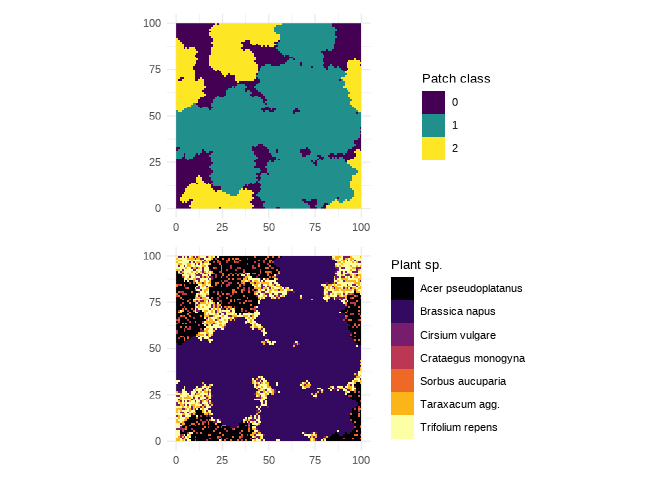 100
75
50
25
0
0 25 50 75 100
Patch class
0
1
2
100
75
50
25
0
0 25 50 75 100
Plant sp.
Acer pseudoplatanus
Brassica napus
Cirsium vulgare
Crataegus monogyna
Sorbus aucuparia
Taraxacum agg.
Trifolium repens